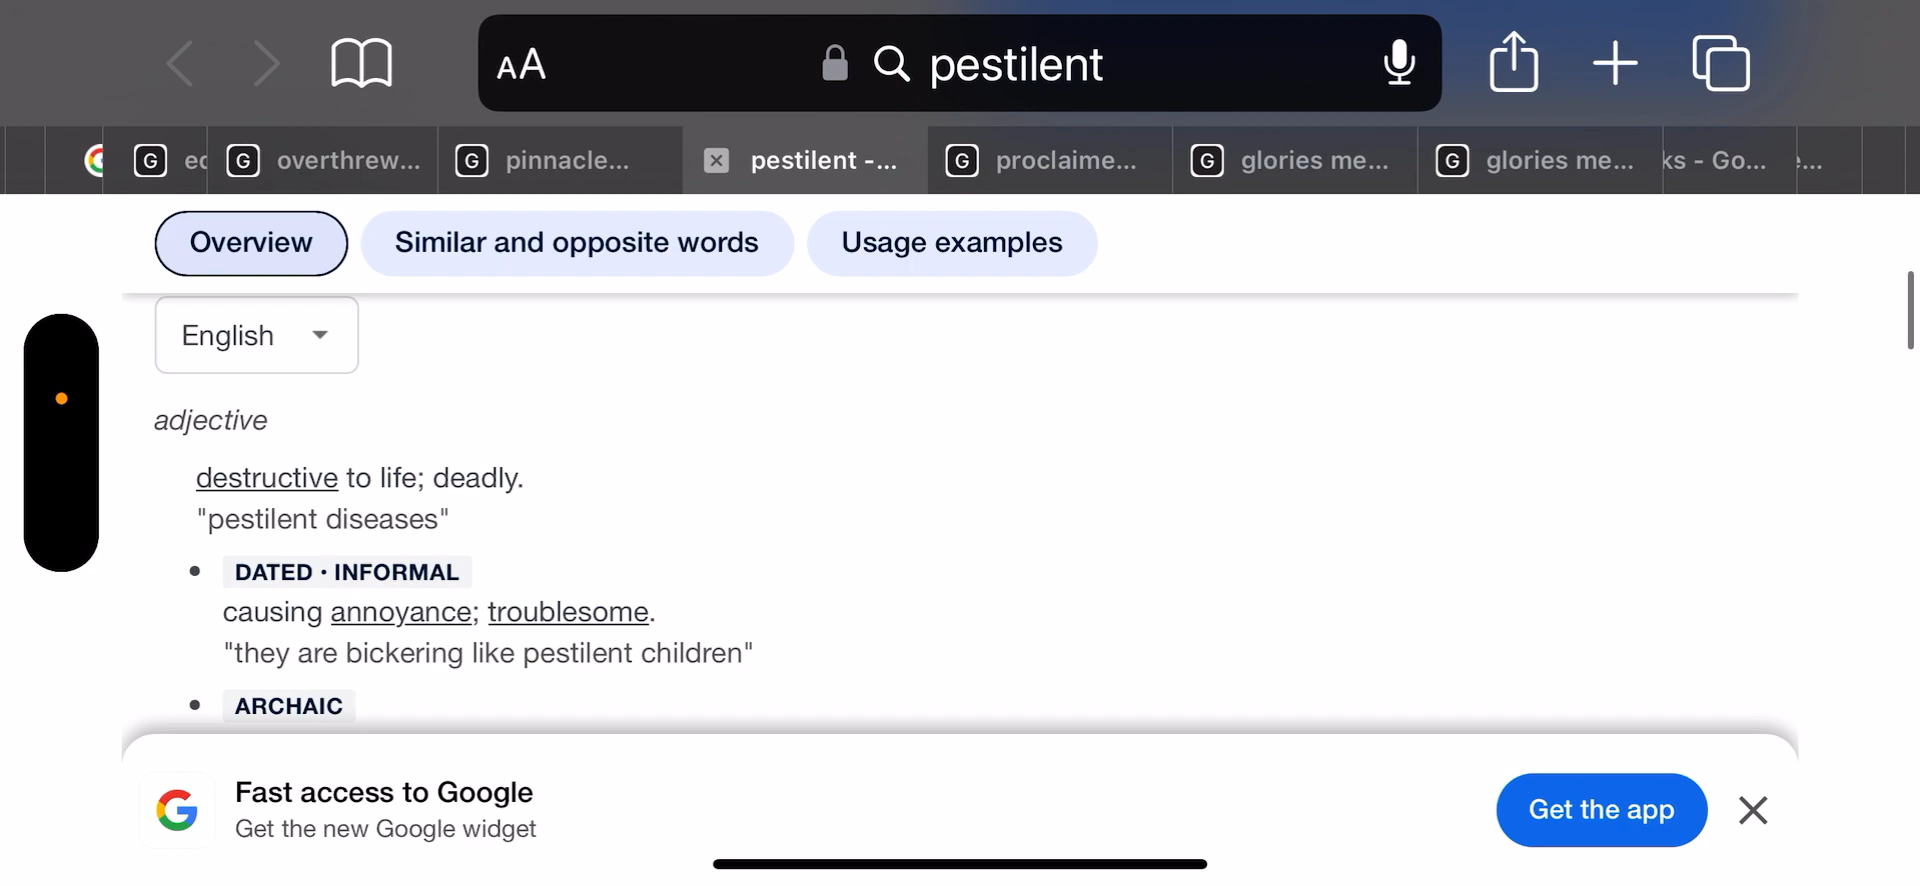 AA pestilent
overthrew... pinnacle... pestilent -... proclaime... glories me... glories me... ks - Go...
Overview Similar and opposite words Usage examples
English
adjective
destructive to life; deadly.
"pestilent diseases"
DATED · INFORMAL
causing annoyance; troublesome.
"they are bickering like pestilent children"
ARCHAIC
Fast access to Google
Get the new Google widget
Get the app